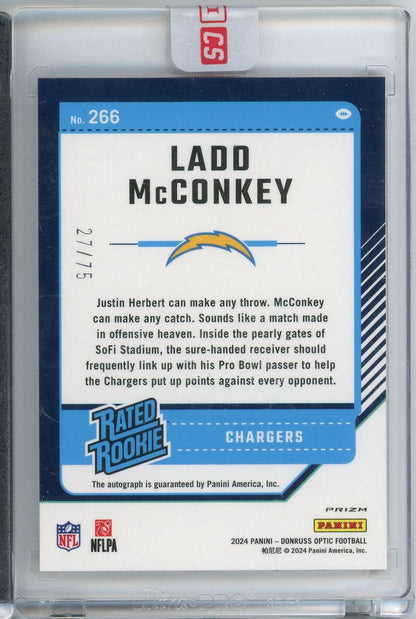 CS
No. 266
LADD
McCONKEY
27/75
Justin Herbert can make any throw. McConkey
can make any catch. Sounds like a match made
in offensive heaven. Inside the pearly gates of
SoFi Stadium, the sure-handed receiver should
frequently link up with his Pro Bowl passer to help
the Chargers put up points against every opponent.
RATED
ROOKIE
CHARGERS
The autograph is guaranteed by Panini America, Inc.
PRIZM
NFL
NFLPA
PANINI
2024 PANINI – DONRUSS OPTIC FOOTBALL
帕尼尼 © 2024 Panini America, Inc.